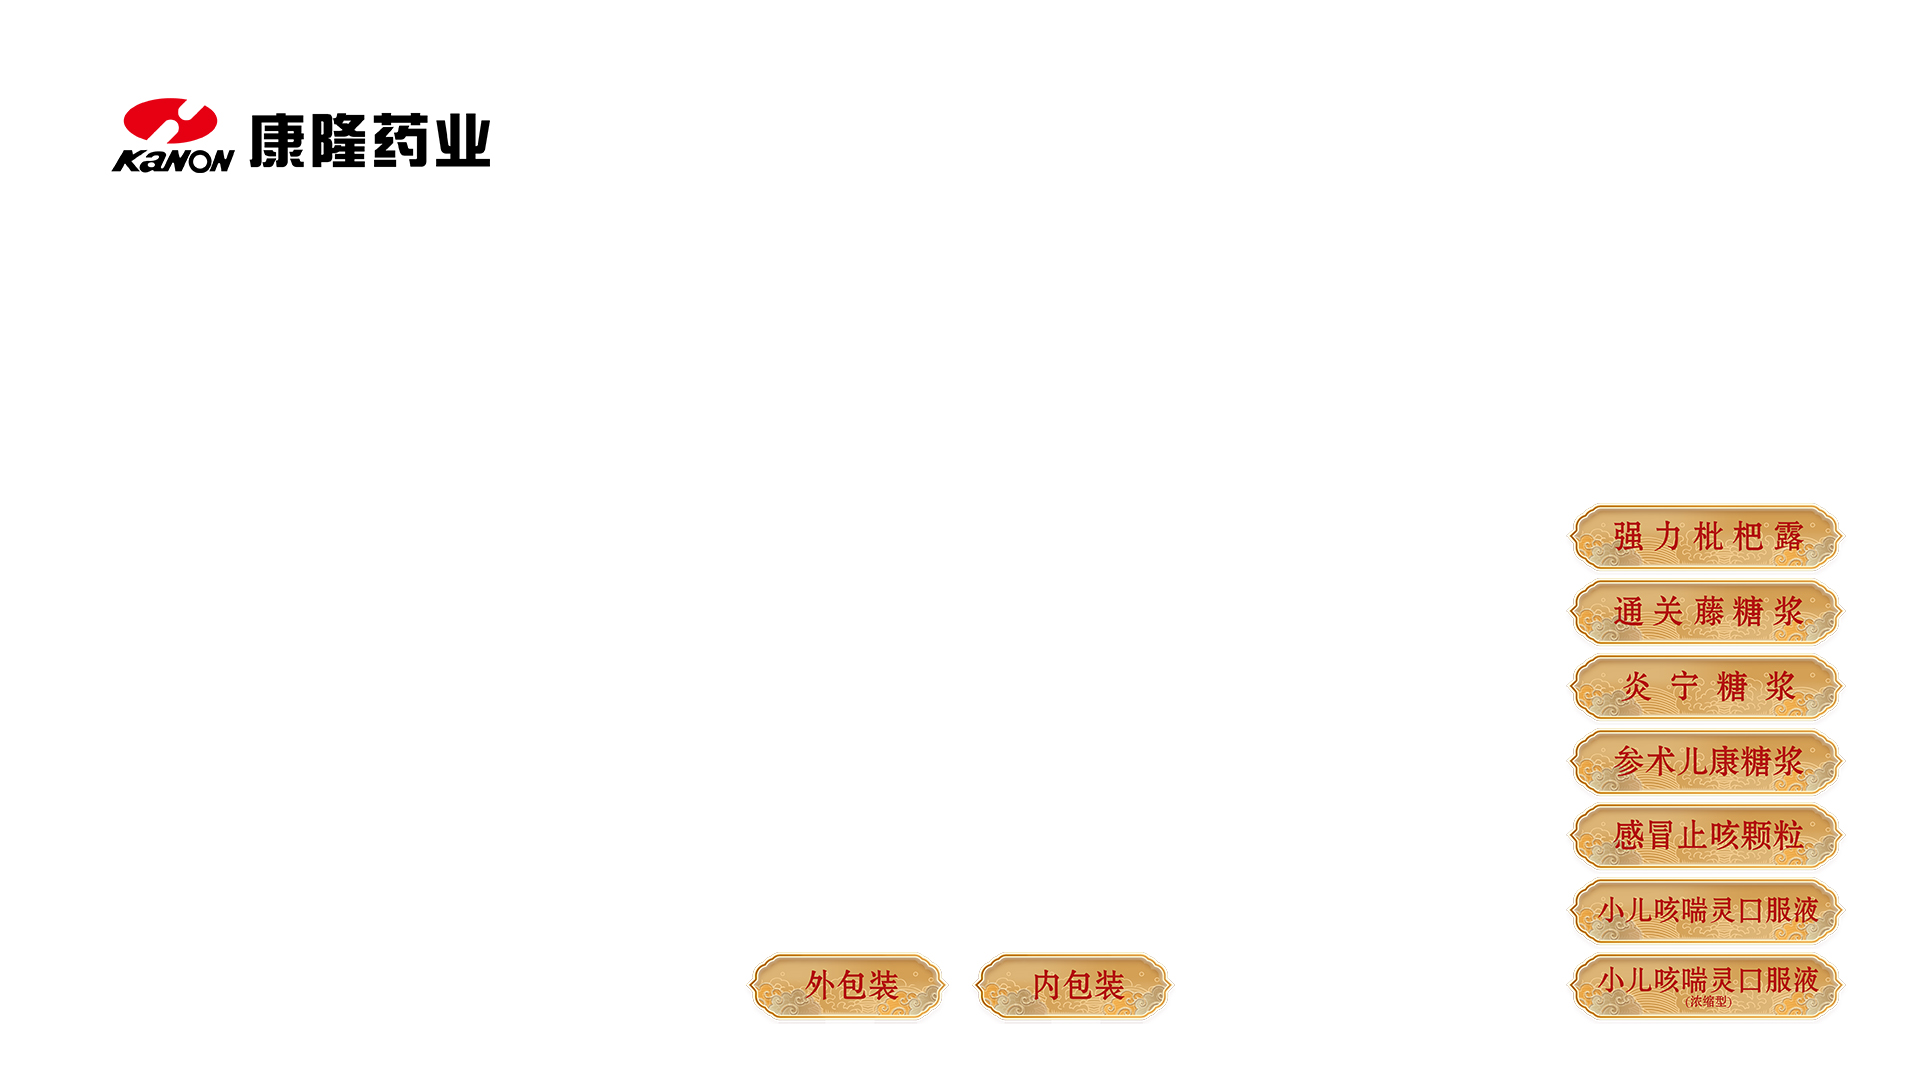 KANON 康隆药业
强力枇杷露
通关藤糖浆
炎宁糖浆
参术儿康糖浆
感冒止咳颗粒
小儿咳喘灵口服液
小儿咳喘灵口服液
(浓缩型)
外包装 内包装